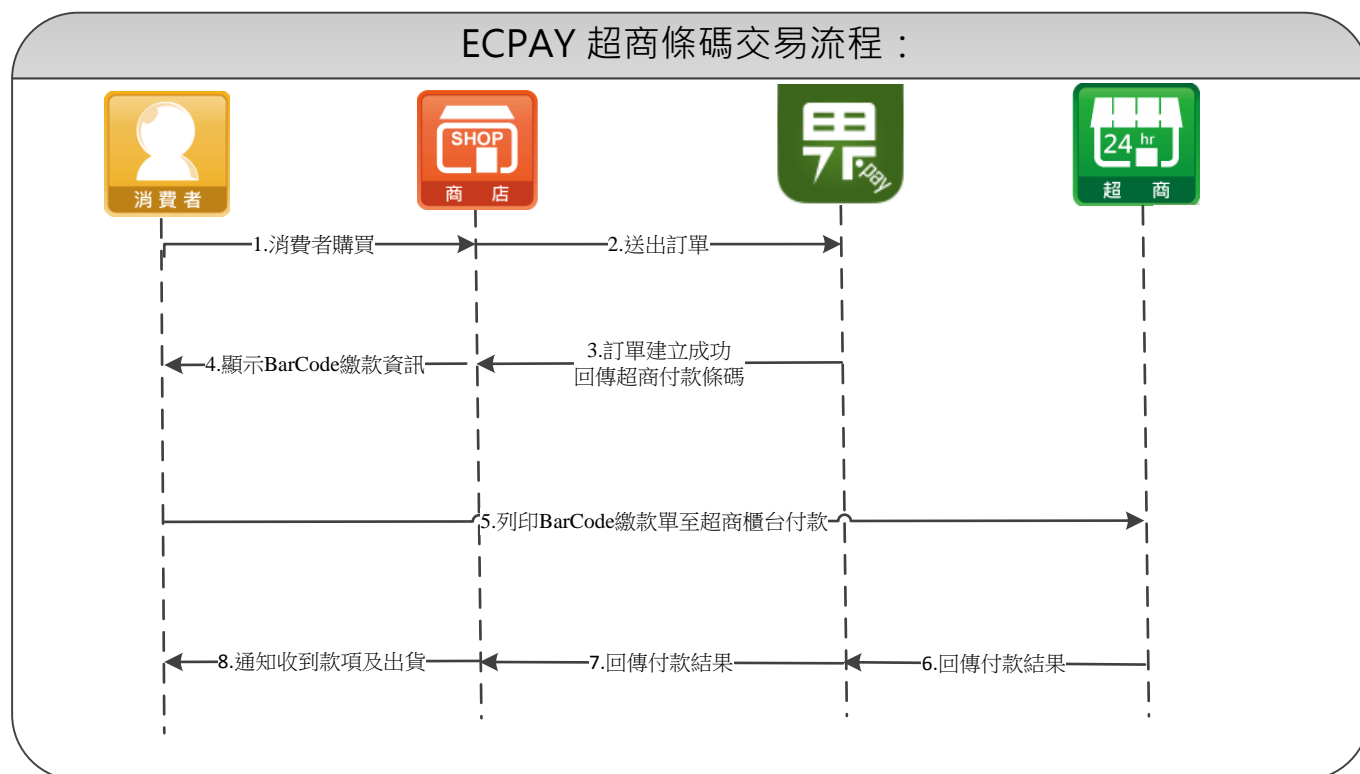 ECPAY 超商條碼交易流程：
消費者
SHOP
商店
.pay
24 hr
超商
1.消費者購買
2.送出訂單
3.訂單建立成功
回傳超商付款條碼
4.顯示BarCode繳款資訊
5.列印BarCode繳款單至超商櫃台付款
6.回傳付款結果
7.回傳付款結果
8.通知收到款項及出貨